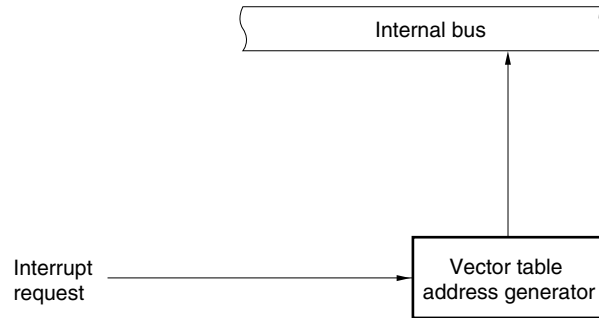 Internal bus
Interrupt
request
Vector table
address generator